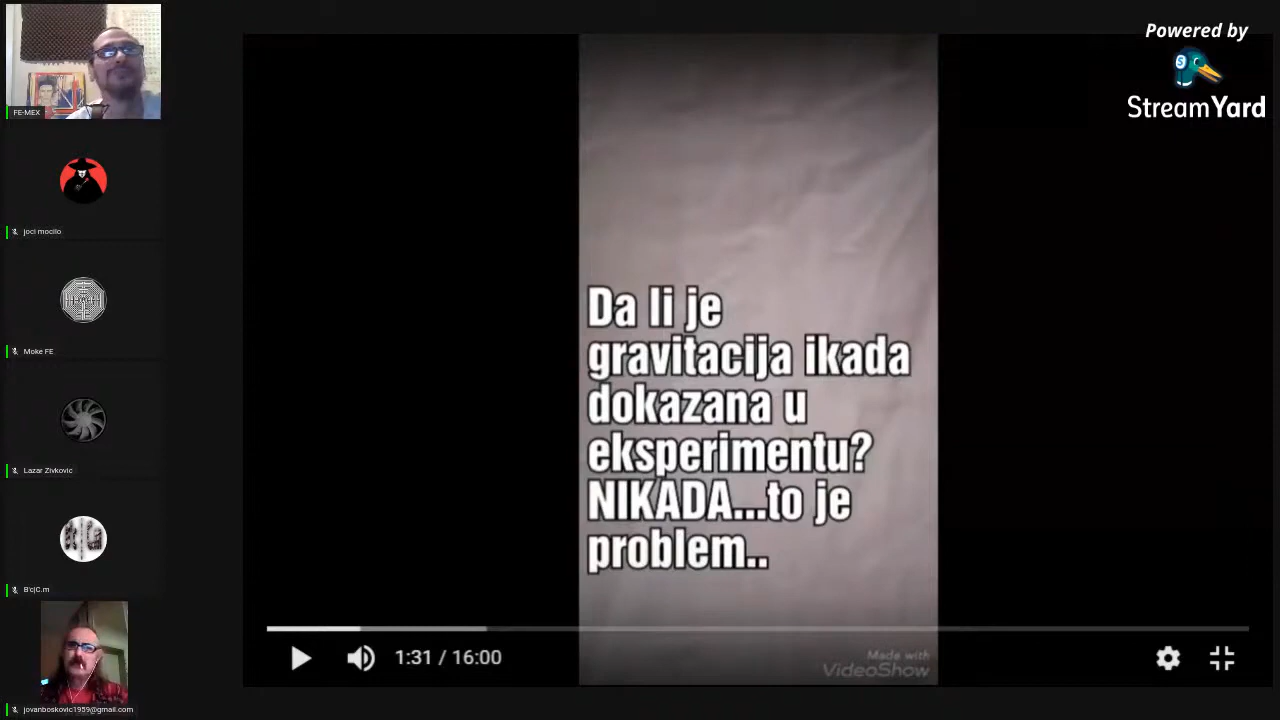 Powered by
StreamYard
FE-MEX
joci mocilo
Moke FE
Lazar Zivkovic
B'c|C.m
jovanboskovic1959@gmail.com
Da li je
gravitacija ikada
dokazana u
eksperimentu?
NIKADA...to je
problem..
1:31 / 16:00
Made with
VideoShow